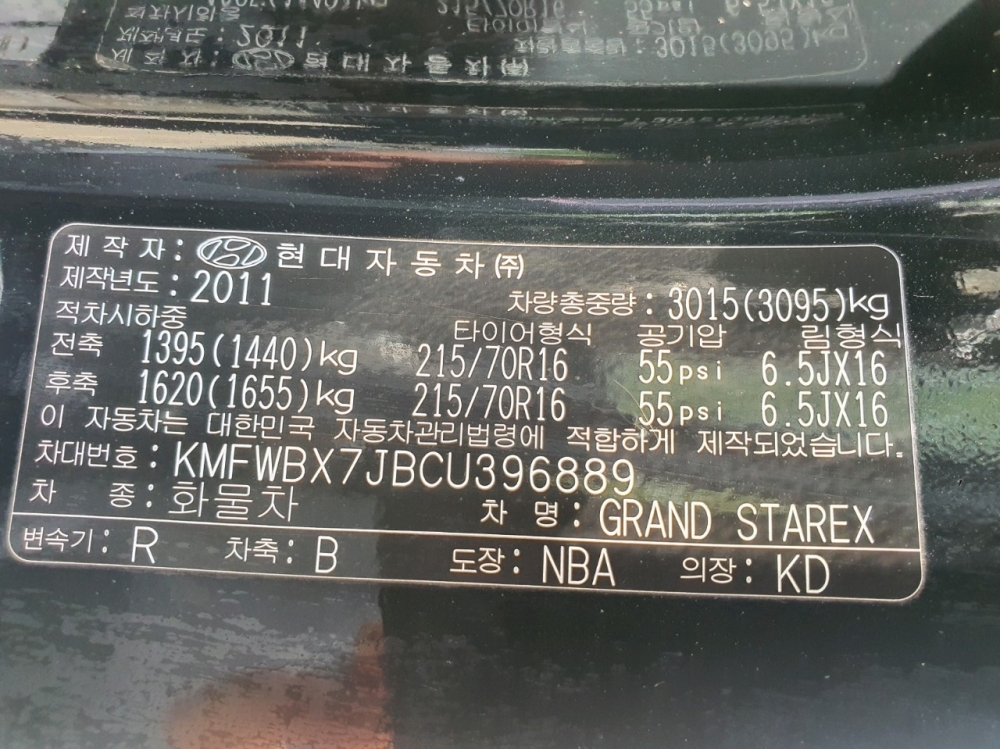 제작자 : 현대자동차(주)
제작년도 : 2011 차량총중량 : 3015(3095)kg
적차시하중 타이어형식 공기압 림형식
전축 1395(1440)kg 215/70R16 55psi 6.5JX16
후축 1620(1655)kg 215/70R16 55psi 6.5JX16
이 자동차는 대한민국 자동차관리법령에 적합하게 제작되었습니다.
차대번호 : KMFWBX7JBCU396889
차 종 : 화물차 차 명 : GRAND STAREX
변속기 : R 차축 : B 도장 : NBA 의장 : KD